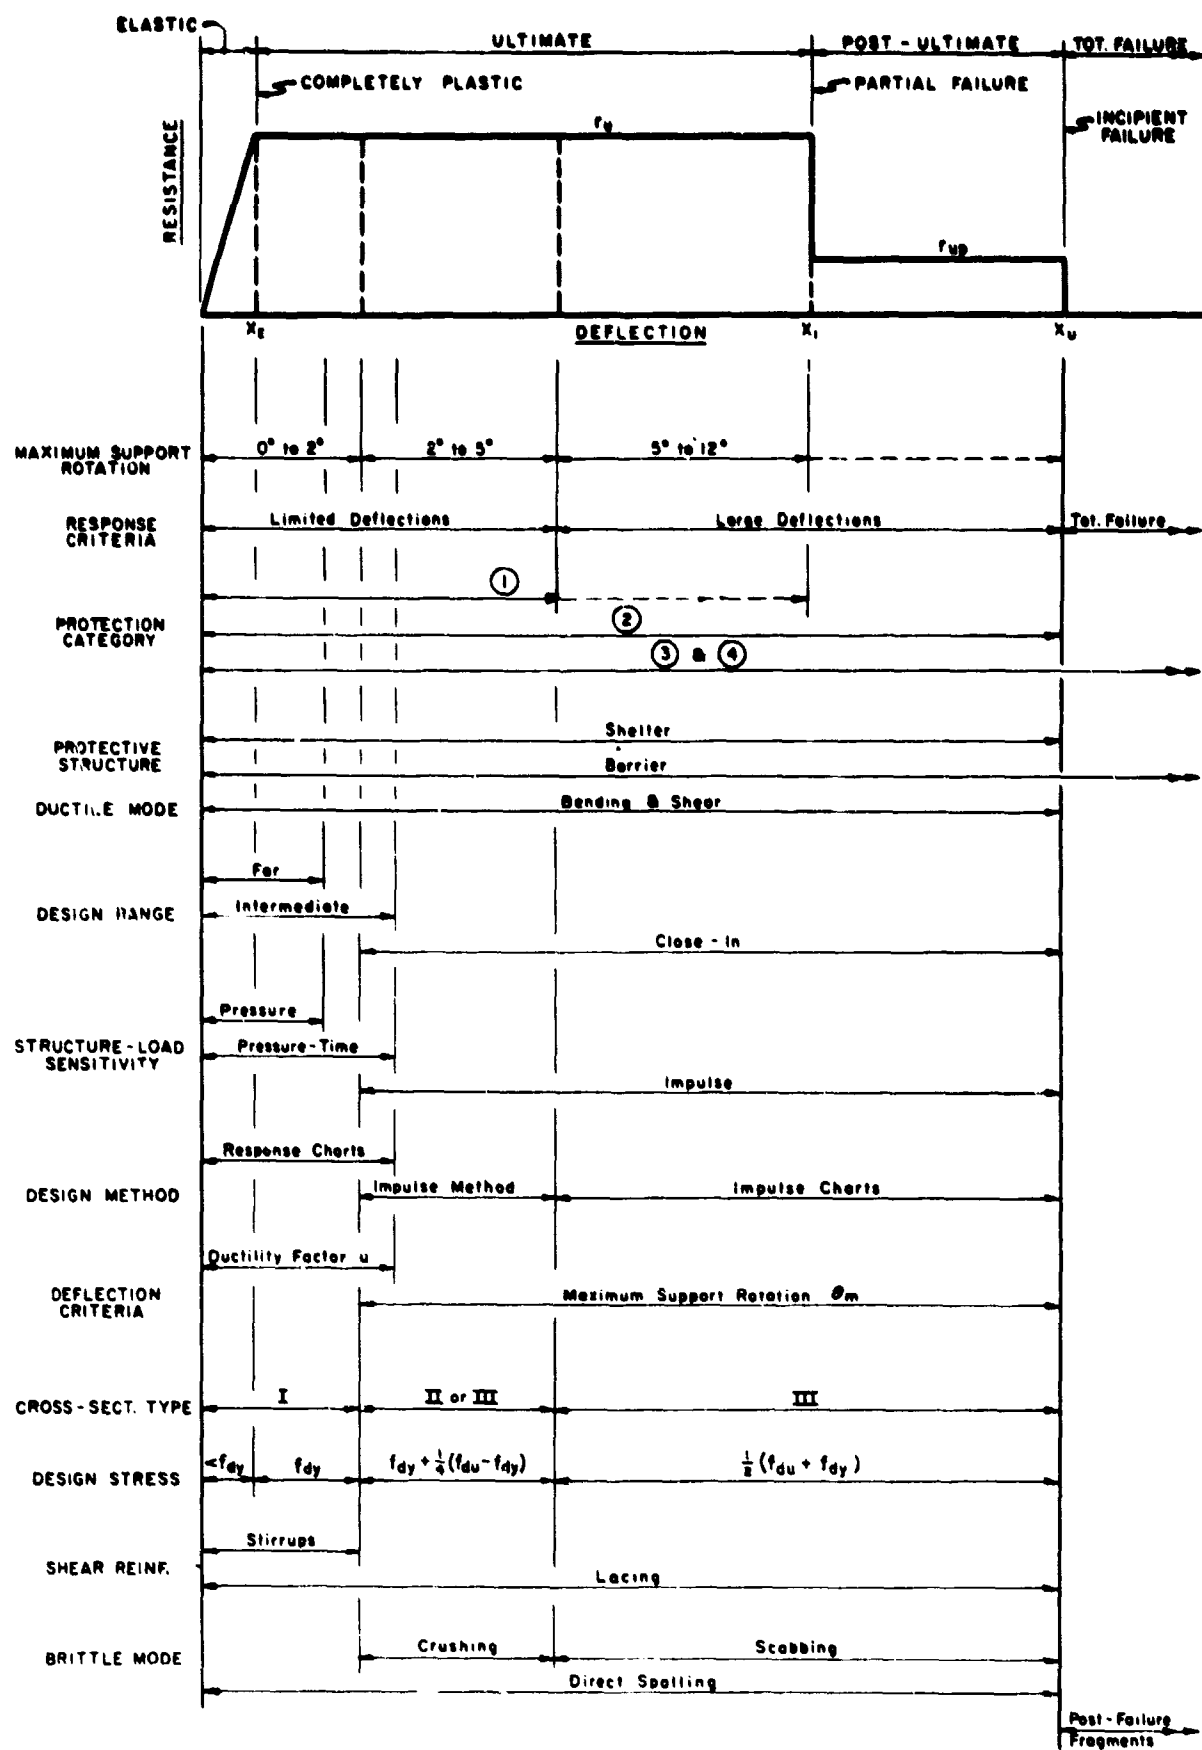 ELASTIC
ULTIMATE
POST - ULTIMATE
TOT. FAILURE
COMPLETELY PLASTIC
PARTIAL FAILURE
INCIPIENT
FAILURE
RESISTANCE
ru
rup
XE
DEFLECTION
X1
Xu
MAXIMUM SUPPORT
ROTATION
0° to 2°
2° to 5°
5° to 12°
RESPONSE
CRITERIA
Limited Deflections
Large Deflections
Tot. Failure
PROTECTION
CATEGORY
1
2
3 & 4
PROTECTIVE
STRUCTURE
Shelter
Barrier
DUCTILE MODE
Bending & Shear
DESIGN RANGE
Far
Intermediate
Close - In
STRUCTURE - LOAD
SENSITIVITY
Pressure
Pressure-Time
Impulse
DESIGN METHOD
Response Charts
Impulse Method
Impulse Charts
DEFLECTION
CRITERIA
Ductility Factor u
Maximum Support Rotation θm
CROSS - SECT. TYPE
I
II or III
III
DESIGN STRESS
<fdy
fdy
fdy + 1/4 (fdu - fdy)
1/2 (fdu + fdy)
SHEAR REINF.
Stirrups
Lacing
BRITTLE MODE
Crushing
Scabbing
Direct Spalling
Post - Failure
Fragments